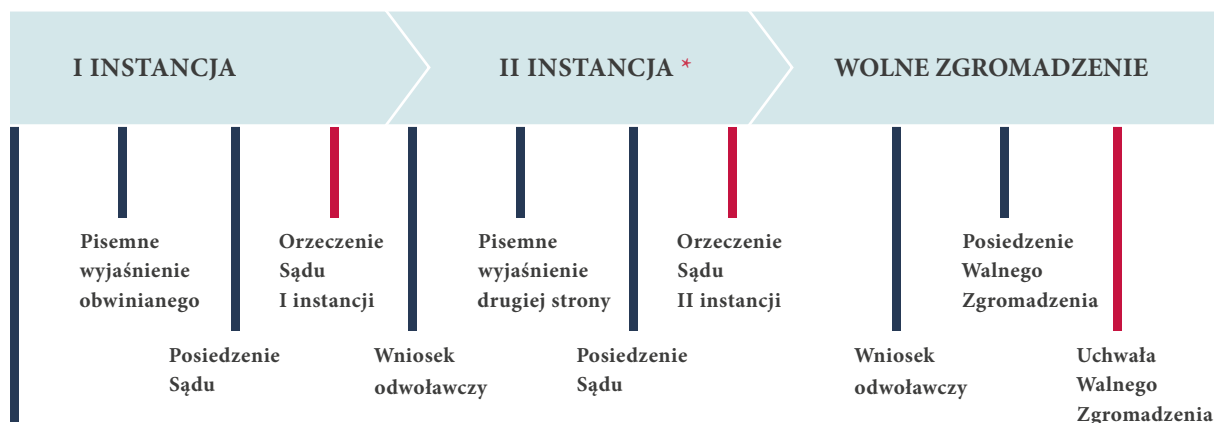 I INSTANCJA
II INSTANCJA *
WOLNE ZGROMADZENIE
Pisemne
wyjaśnienie
obwinianego
Orzeczenie
Sądu
I instancji
Pisemne
wyjaśnienie
drugiej strony
Orzeczenie
Sądu
II instancji
Posiedzenie
Walnego
Zgromadzenia
Posiedzenie
Sądu
Wniosek
odwoławczy
Posiedzenie
Sądu
Wniosek
odwoławczy
Uchwała
Walnego
Zgromadzenia